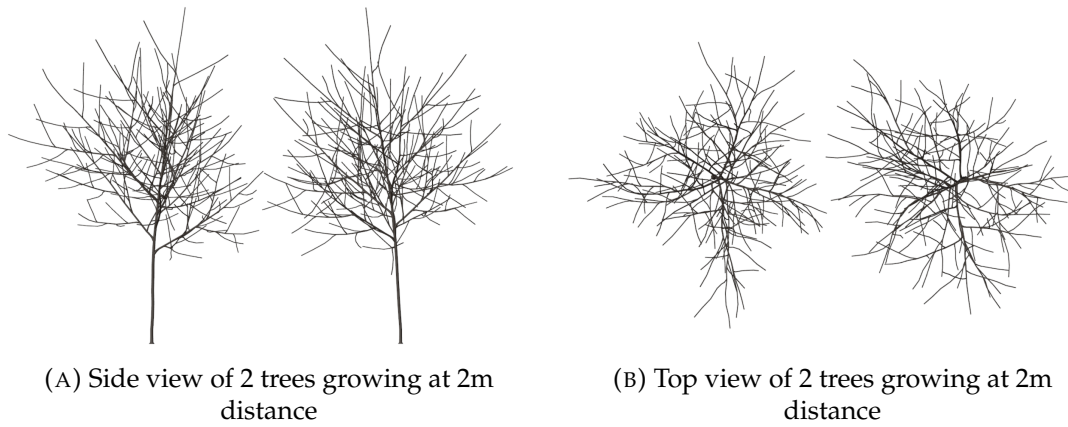 (A) Side view of 2 trees growing at 2m
distance
(B) Top view of 2 trees growing at 2m
distance